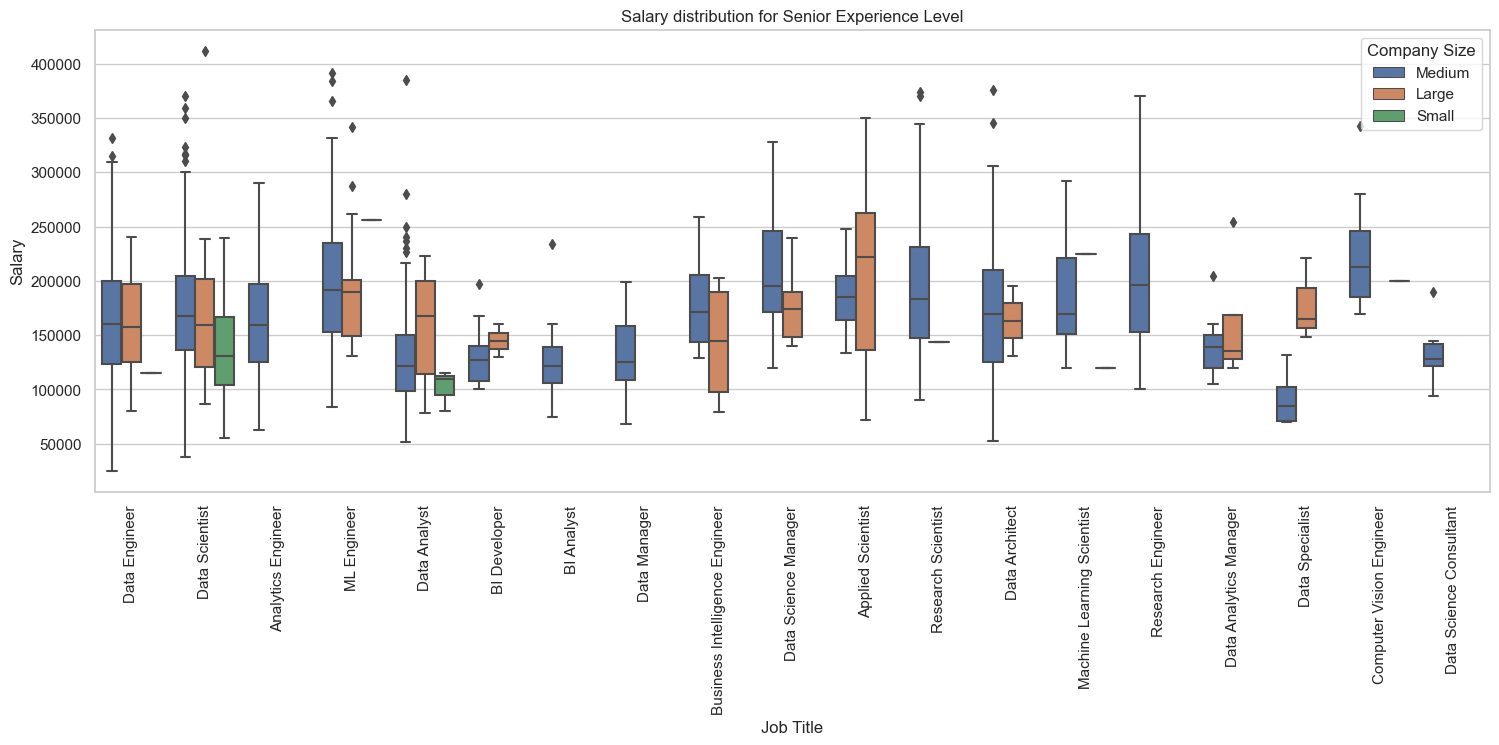 Salary distribution for Senior Experience Level
Company Size
Medium
Large
Small
Salary
400000
350000
300000
250000
200000
150000
100000
50000
Data Engineer
Data Scientist
Analytics Engineer
ML Engineer
Data Analyst
BI Developer
BI Analyst
Data Manager
Business Intelligence Engineer
Data Science Manager
Applied Scientist
Research Scientist
Data Architect
Machine Learning Scientist
Research Engineer
Data Analytics Manager
Data Specialist
Computer Vision Engineer
Data Science Consultant
Job Title